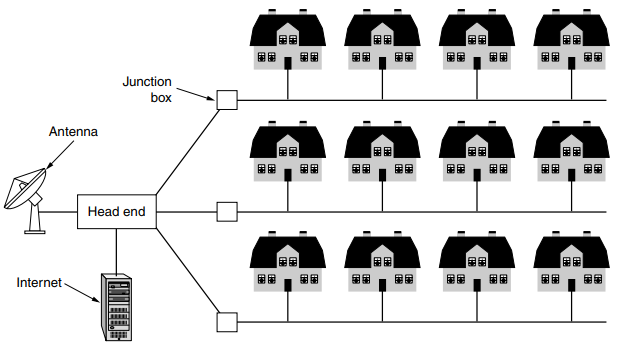 Junction
box
Antenna
Head end
Internet